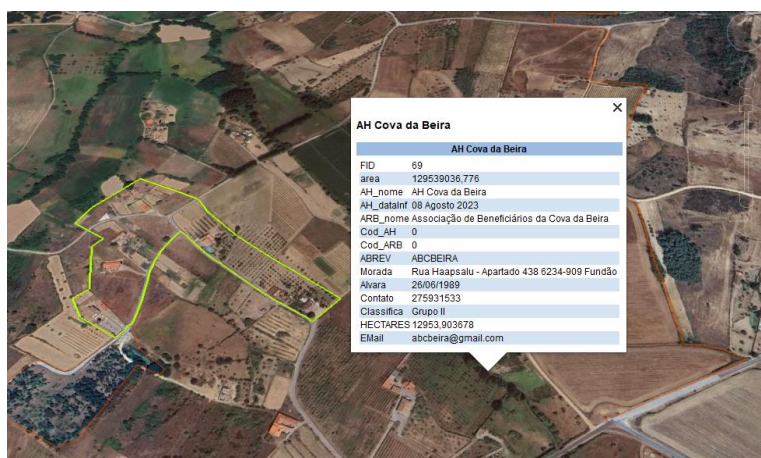 AH Cova da Beira
AH Cova da Beira
FID 69
area 129539036,776
AH_nome AH Cova da Beira
AH_dataInf 08 Agosto 2023
ARB_nome Associação de Beneficiários da Cova da Beira
Cod_AH 0
Cod_ARB 0
ABREV ABCBEIRA
Morada Rua Haapsalu - Apartado 438 6234-909 Fundão
Alvara 26/06/1989
Contato 275931533
Classifica Grupo II
HECTARES 12953,903678
EMail abcbeira@gmail.com